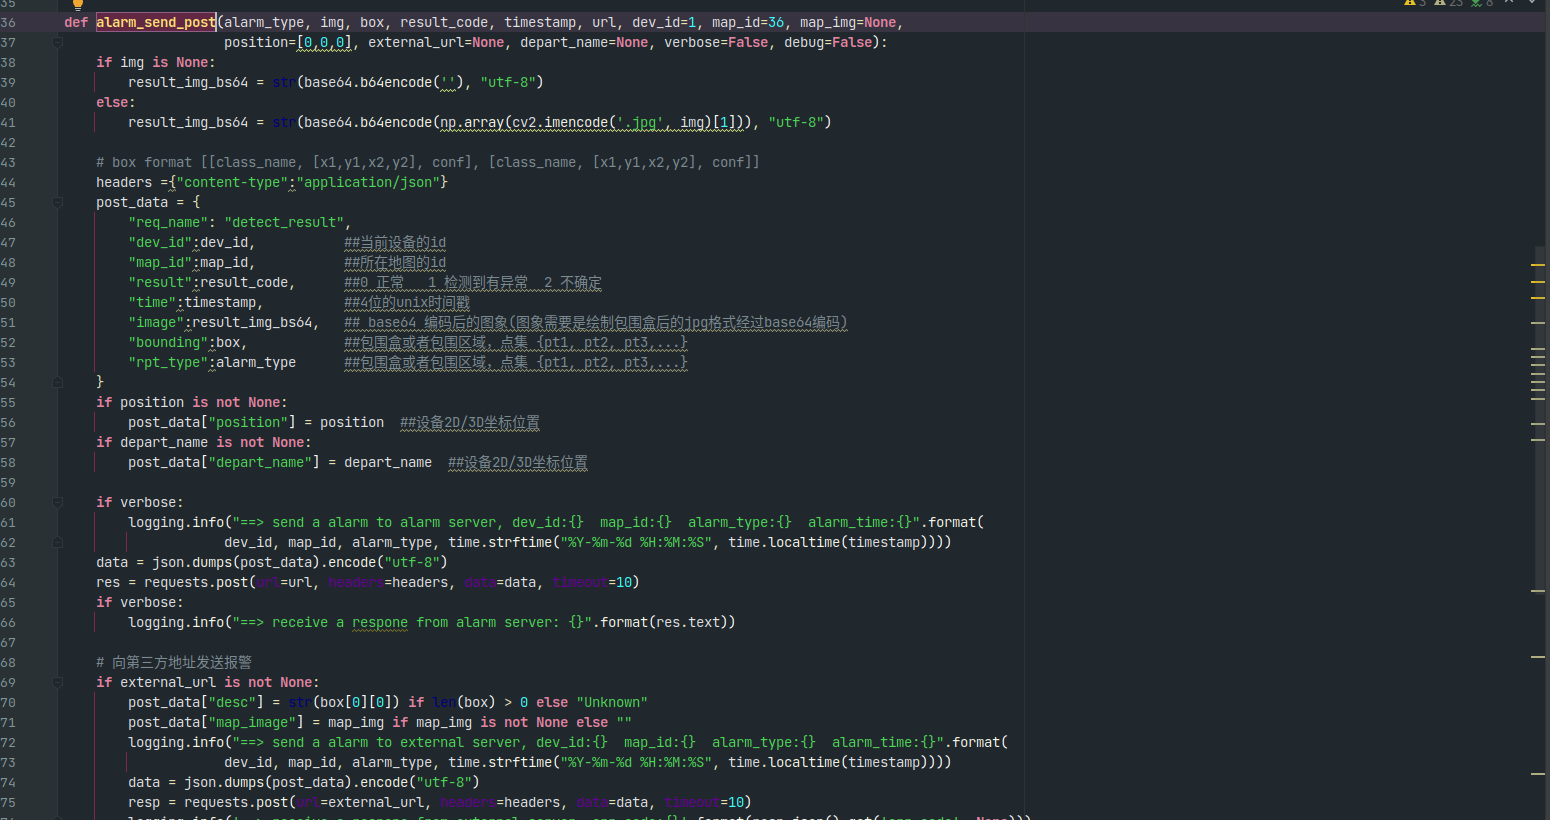 35
36 def alarm_send_post(alarm_type, img, box, result_code, timestamp, url, dev_id=1, map_id=36, map_img=None,
37 position=[0,0,0], external_url=None, depart_name=None, verbose=False, debug=False):
38 if img is None:
39 result_img_bs64 = str(base64.b64encode(''), "utf-8")
40 else:
41 result_img_bs64 = str(base64.b64encode(np.array(cv2.imencode('.jpg', img)[1])), "utf-8")
42
43 # box format [[class_name, [x1,y1,x2,y2], conf], [class_name, [x1,y1,x2,y2], conf]]
44 headers ={"content-type":"application/json"}
45 post_data = {
46 "req_name": "detect_result",
47 "dev_id":dev_id, ##当前设备的id
48 "map_id":map_id, ##所在地图的id
49 "result":result_code, ##0 正常 1 检测到有异常 2 不确定
50 "time":timestamp, ##4位的unix时间戳
51 "image":result_img_bs64, ## base64 编码后的图象(图象需要是绘制包围盒后的jpg格式经过base64编码)
52 "bounding":box, ##包围盒或者包围区域，点集 {pt1, pt2, pt3,...}
53 "rpt_type":alarm_type ##包围盒或者包围区域，点集 {pt1, pt2, pt3,...}
54 }
55 if position is not None:
56 post_data["position"] = position ##设备2D/3D坐标位置
57 if depart_name is not None:
58 post_data["depart_name"] = depart_name ##设备2D/3D坐标位置
59
60 if verbose:
61 logging.info("==> send a alarm to alarm server, dev_id:{} map_id:{} alarm_type:{} alarm_time:{}".format(
62 dev_id, map_id, alarm_type, time.strftime("%Y-%m-%d %H:%M:%S", time.localtime(timestamp))))
63 data = json.dumps(post_data).encode("utf-8")
64 res = requests.post(url=url, headers=headers, data=data, timeout=10)
65 if verbose:
66 logging.info("==> receive a respone from alarm server: {}".format(res.text))
67
68 # 向第三方地址发送报警
69 if external_url is not None:
70 post_data["desc"] = str(box[0][0]) if len(box) > 0 else "Unknown"
71 post_data["map_image"] = map_img if map_img is not None else ""
72 logging.info("==> send a alarm to external server, dev_id:{} map_id:{} alarm_type:{} alarm_time:{}".format(
73 dev_id, map_id, alarm_type, time.strftime("%Y-%m-%d %H:%M:%S", time.localtime(timestamp))))
74 data = json.dumps(post_data).encode("utf-8")
75 resp = requests.post(url=external_url, headers=headers, data=data, timeout=10)